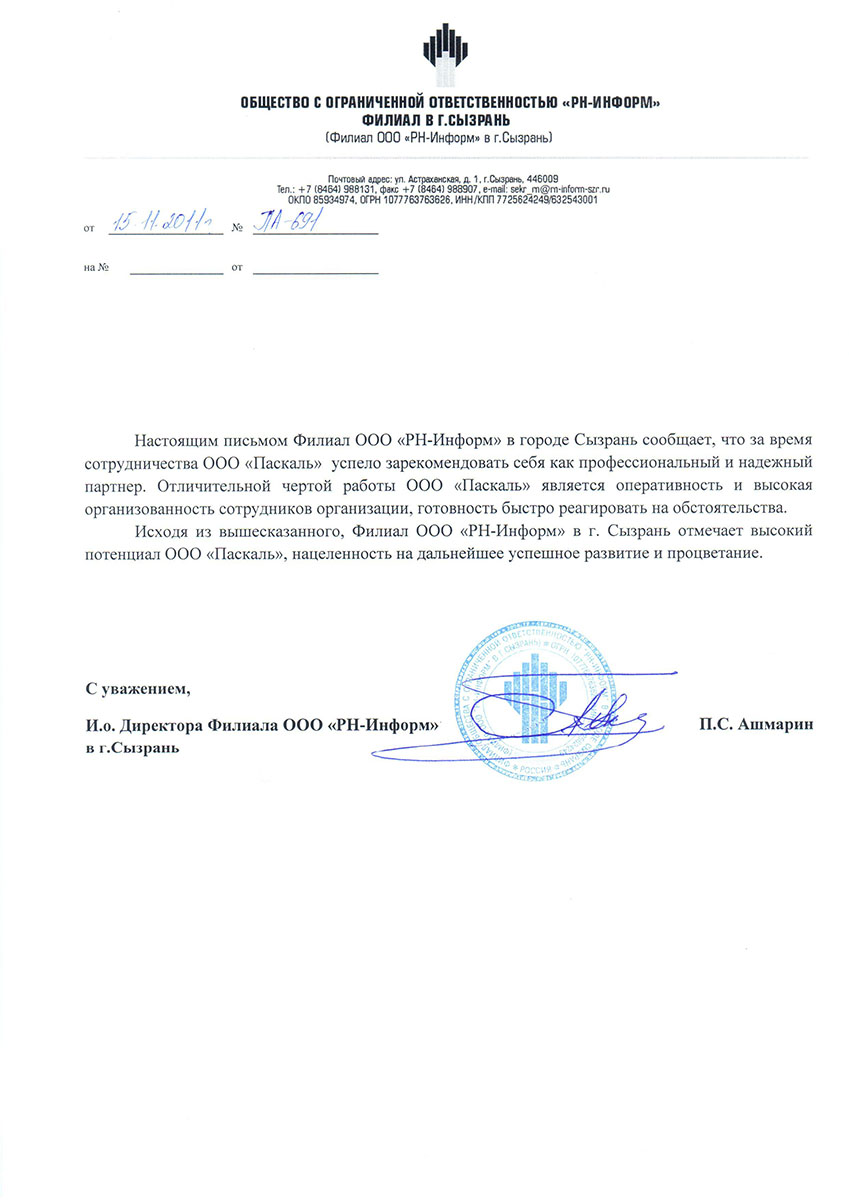 ОБЩЕСТВО С ОГРАНИЧЕННОЙ ОТВЕТСТВЕННОСТЬЮ «РН-ИНФОРМ»
ФИЛИАЛ В Г.СЫЗРАНЬ
(Филиал ООО «РН-Информ» в г.Сызрань)
Почтовый адрес: ул. Астраханская, д. 1, г.Сызрань, 446009
Тел.: +7 (8464) 988131, факс +7 (8464) 988907, e-mail: sekr_rn@rn-inform-szr.ru
ОКПО 85934974, ОГРН 1077763763626, ИНН/КПП 7725624249/632543001
от 15.11.2011г. № ПА-691
на № от
Настоящим письмом Филиал ООО «РН-Информ» в городе Сызрань сообщает, что за время
сотрудничества ООО «Паскаль» успело зарекомендовать себя как профессиональный и надежный
партнер. Отличительной чертой работы ООО «Паскаль» является оперативность и высокая
организованность сотрудников организации, готовность быстро реагировать на обстоятельства.
Исходя из вышесказанного, Филиал ООО «РН-Информ» в г. Сызрань отмечает высокий
потенциал ООО «Паскаль», нацеленность на дальнейшее успешное развитие и процветание.
С уважением,
И.о. Директора Филиала ООО «РН-Информ» П.С. Ашмарин
в г.Сызрань